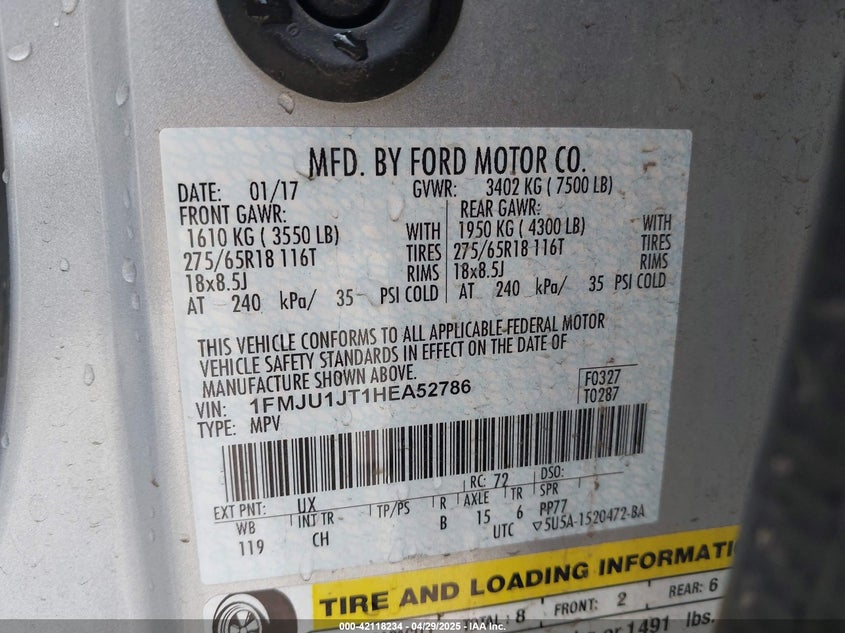 MFD. BY FORD MOTOR CO.
DATE: 01/17 GVWR: 3402 KG ( 7500 LB)
FRONT GAWR: REAR GAWR:
1610 KG ( 3550 LB) WITH 1950 KG ( 4300 LB) WITH
275/65R18 116T TIRES 275/65R18 116T TIRES
18x8.5J RIMS 18x8.5J RIMS
AT 240 kPa/ 35 PSI COLD AT 240 kPa/ 35 PSI COLD
THIS VEHICLE CONFORMS TO ALL APPLICABLE FEDERAL MOTOR
VEHICLE SAFETY STANDARDS IN EFFECT ON THE DATE OF
MANUFACTURE SHOWN ABOVE.
VIN: 1FMJU1JT1HEA52786 F0327
TYPE: MPV T0287
EXT PNT: UX RC: 72 DSO:
WB INT TR TP/PS R AXLE TR SPR
119 CH B 15 6 PP77
UTC ▽5U5A-1520472-BA
TIRE AND LOADING INFORMATI
8 FRONT: 2 REAR: 6
1491 lbs.
000-42118234 - 04/29/2025 - IAA Inc.